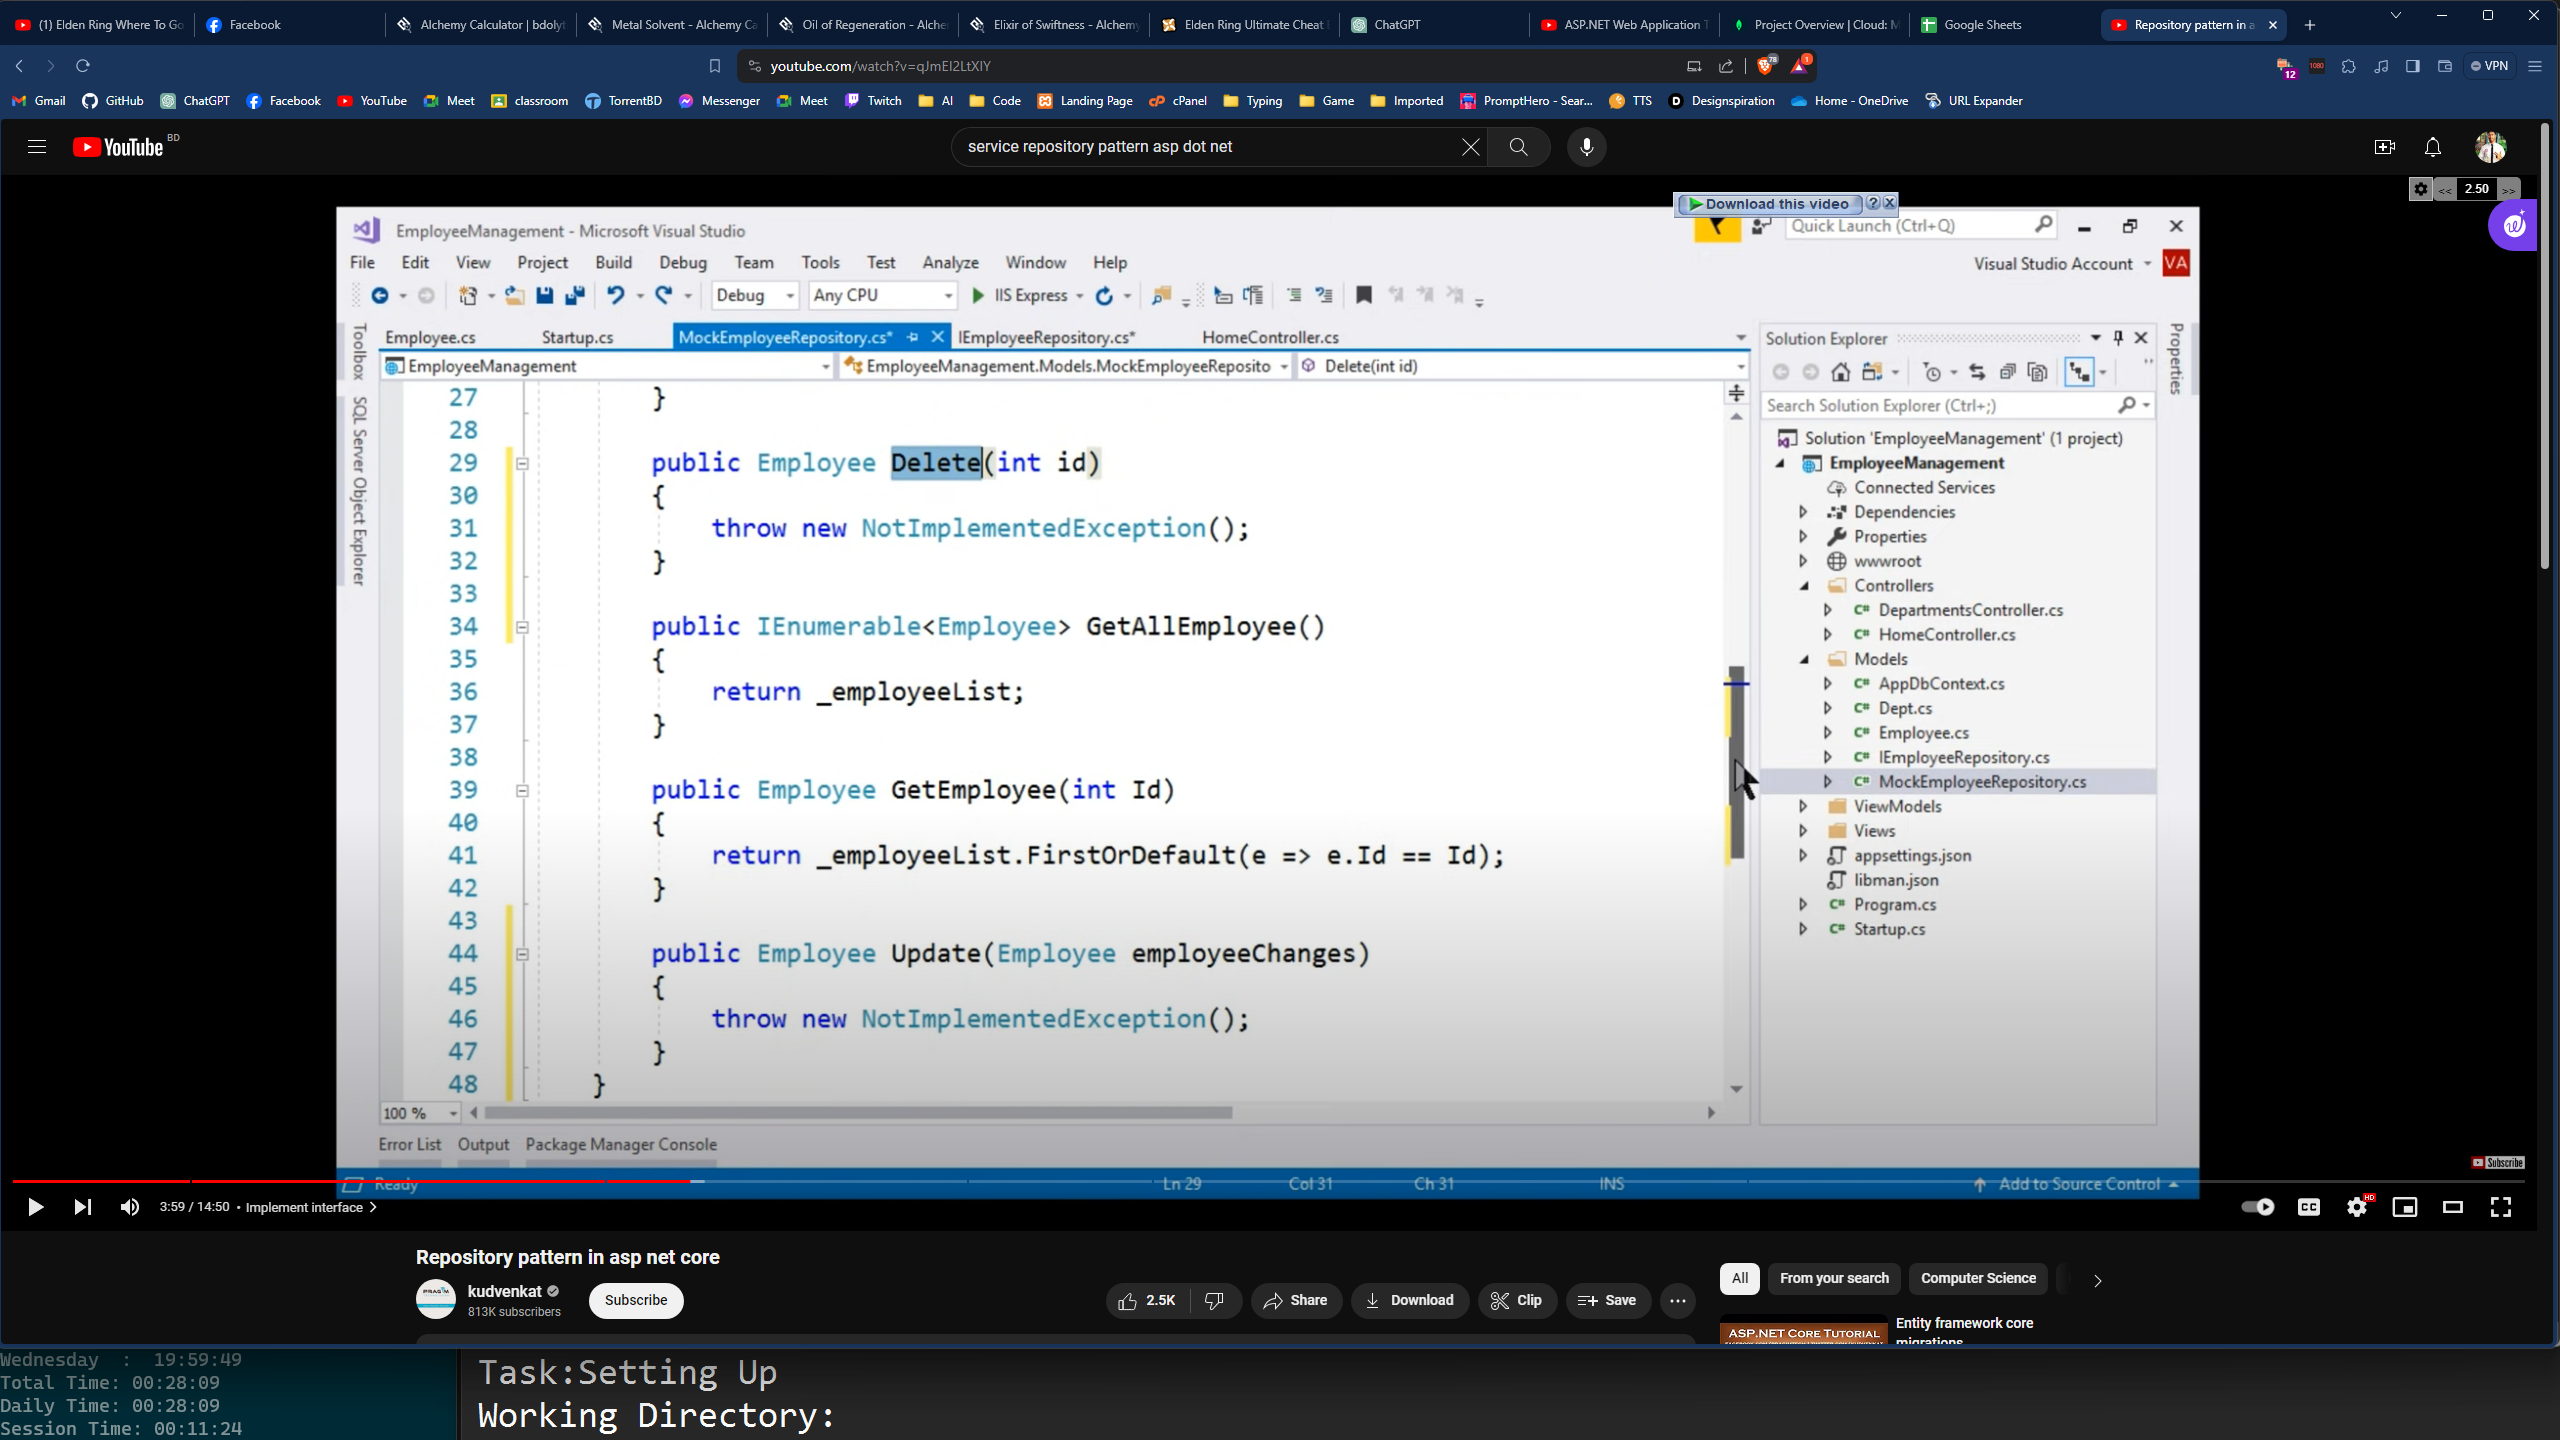 (1) Elden Ring Where To Go
Facebook
Alchemy Calculator | bdolyt
Metal Solvent - Alchemy Ca
Oil of Regeneration - Alche
Elixir of Swiftness - Alchemy
Elden Ring Ultimate Cheat
ChatGPT
ASP.NET Web Application T
Project Overview | Cloud: M
Google Sheets
Repository pattern in a
youtube.com/watch?v=qJmEI2LtXIY
78
1
12
1080
VPN
Gmail
GitHub
ChatGPT
Facebook
YouTube
Meet
classroom
TorrentBD
Messenger
Meet
Twitch
AI
Code
Landing Page
cPanel
Typing
Game
Imported
PromptHero - Sear...
TTS
Designspiration
Home - OneDrive
URL Expander
YouTube BD
service repository pattern asp dot net
<< 2.50 >>
Download this video ? X
EmployeeManagement - Microsoft Visual Studio
Quick Launch (Ctrl+Q)
File Edit View Project Build Debug Team Tools Test Analyze Window Help
Visual Studio Account VA
Debug Any CPU IIS Express
Toolbox
SQL Server Object Explorer
Employee.cs Startup.cs MockEmployeeRepository.cs* IEmployeeRepository.cs* HomeController.cs
EmployeeManagement EmployeeManagement.Models.MockEmployeeReposito Delete(int id)
27 }
28
29 public Employee Delete(int id)
30 {
31 throw new NotImplementedException();
32 }
33
34 public IEnumerable<Employee> GetAllEmployee()
35 {
36 return _employeeList;
37 }
38
39 public Employee GetEmployee(int Id)
40 {
41 return _employeeList.FirstOrDefault(e => e.Id == Id);
42 }
43
44 public Employee Update(Employee employeeChanges)
45 {
46 throw new NotImplementedException();
47 }
48 }
100 %
Error List Output Package Manager Console
Ready Ln 29 Col 31 Ch 31 INS Add to Source Control
Solution Explorer
Properties
Search Solution Explorer (Ctrl+;)
Solution 'EmployeeManagement' (1 project)
EmployeeManagement
Connected Services
Dependencies
Properties
wwwroot
Controllers
C# DepartmentsController.cs
C# HomeController.cs
Models
C# AppDbContext.cs
C# Dept.cs
C# Employee.cs
C# IEmployeeRepository.cs
C# MockEmployeeRepository.cs
ViewModels
Views
appsettings.json
libman.json
C# Program.cs
C# Startup.cs
Subscribe
3:59 / 14:50 • Implement interface
CC
HD
Repository pattern in asp net core
PRAGIM
kudvenkat
813K subscribers
Subscribe
2.5K
Share
Download
Clip
Save
All
From your search
Computer Science
ASP.NET CORE TUTORIAL
Entity framework core
migrations
Wednesday : 19:59:49
Total Time: 00:28:09
Daily Time: 00:28:09
Session Time: 00:11:24
Task:Setting Up
Working Directory: